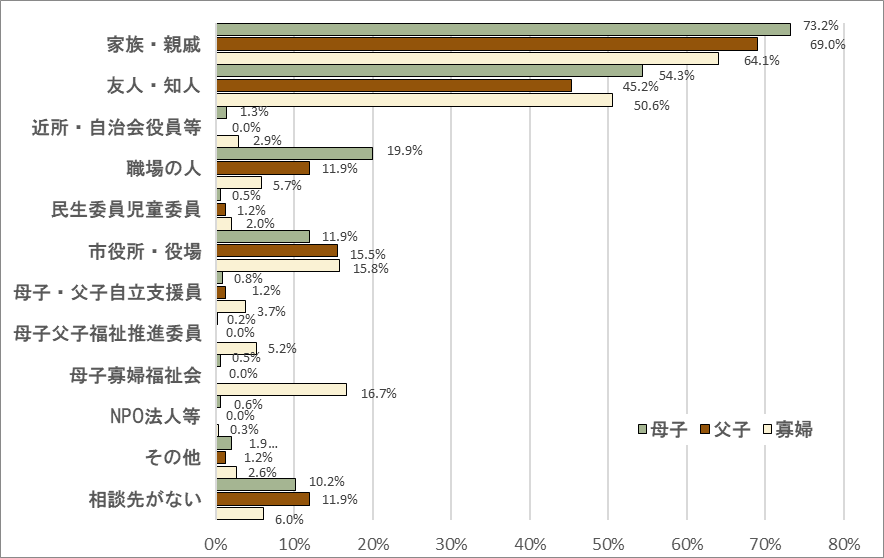 家族・親戚
73.2%
69.0%
64.1%
友人・知人
54.3%
45.2%
50.6%
近所・自治会役員等
1.3%
0.0%
2.9%
職場の人
19.9%
11.9%
5.7%
民生委員児童委員
0.5%
1.2%
2.0%
市役所・役場
11.9%
15.5%
15.8%
母子・父子自立支援員
0.8%
1.2%
3.7%
母子父子福祉推進委員
0.2%
0.0%
5.2%
母子寡婦福祉会
0.5%
0.0%
16.7%
NPO法人等
0.6%
0.0%
0.3%
その他
1.9…
1.2%
2.6%
相談先がない
10.2%
11.9%
6.0%
母子 父子 寡婦
0% 10% 20% 30% 40% 50% 60% 70% 80%